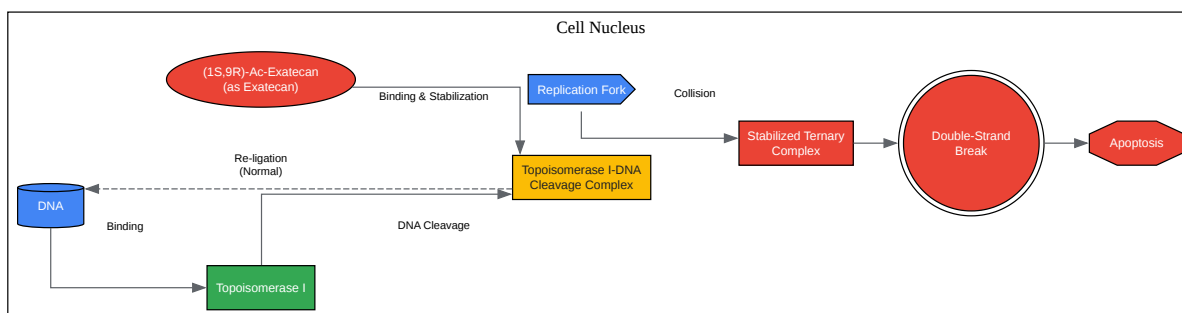 Cell Nucleus
(1S,9R)-Ac-Exatecan
(as Exatecan)
Binding & Stabilization
Replication Fork
Collision
Stabilized Ternary
Complex
Double-Strand
Break
Apoptosis
Re-ligation
(Normal)
Topoisomerase I-DNA
Cleavage Complex
DNA
Binding
DNA Cleavage
Topoisomerase I